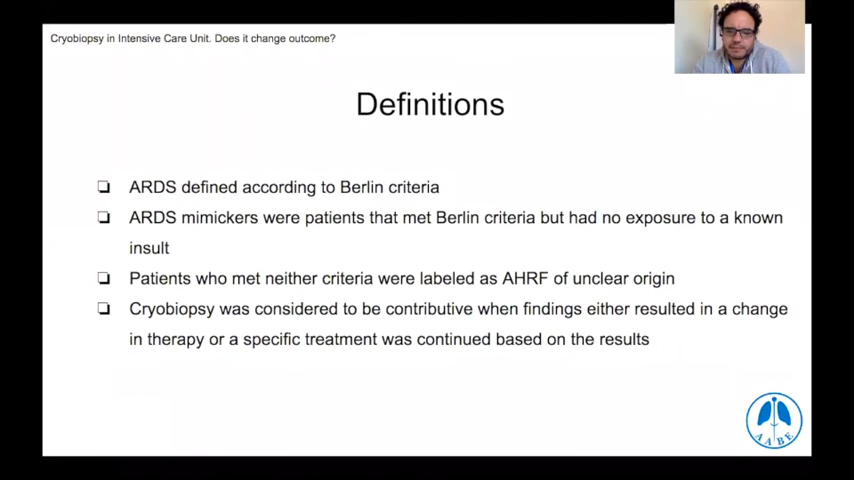 Cryobiopsy in Intensive Care Unit. Does it change outcome?
Definitions
ARDS defined according to Berlin criteria
ARDS mimickers were patients that met Berlin criteria but had no exposure to a known
insult
Patients who met neither criteria were labeled as AHRF of unclear origin
Cryobiopsy was considered to be contributive when findings either resulted in a change
in therapy or a specific treatment was continued based on the results
AABE